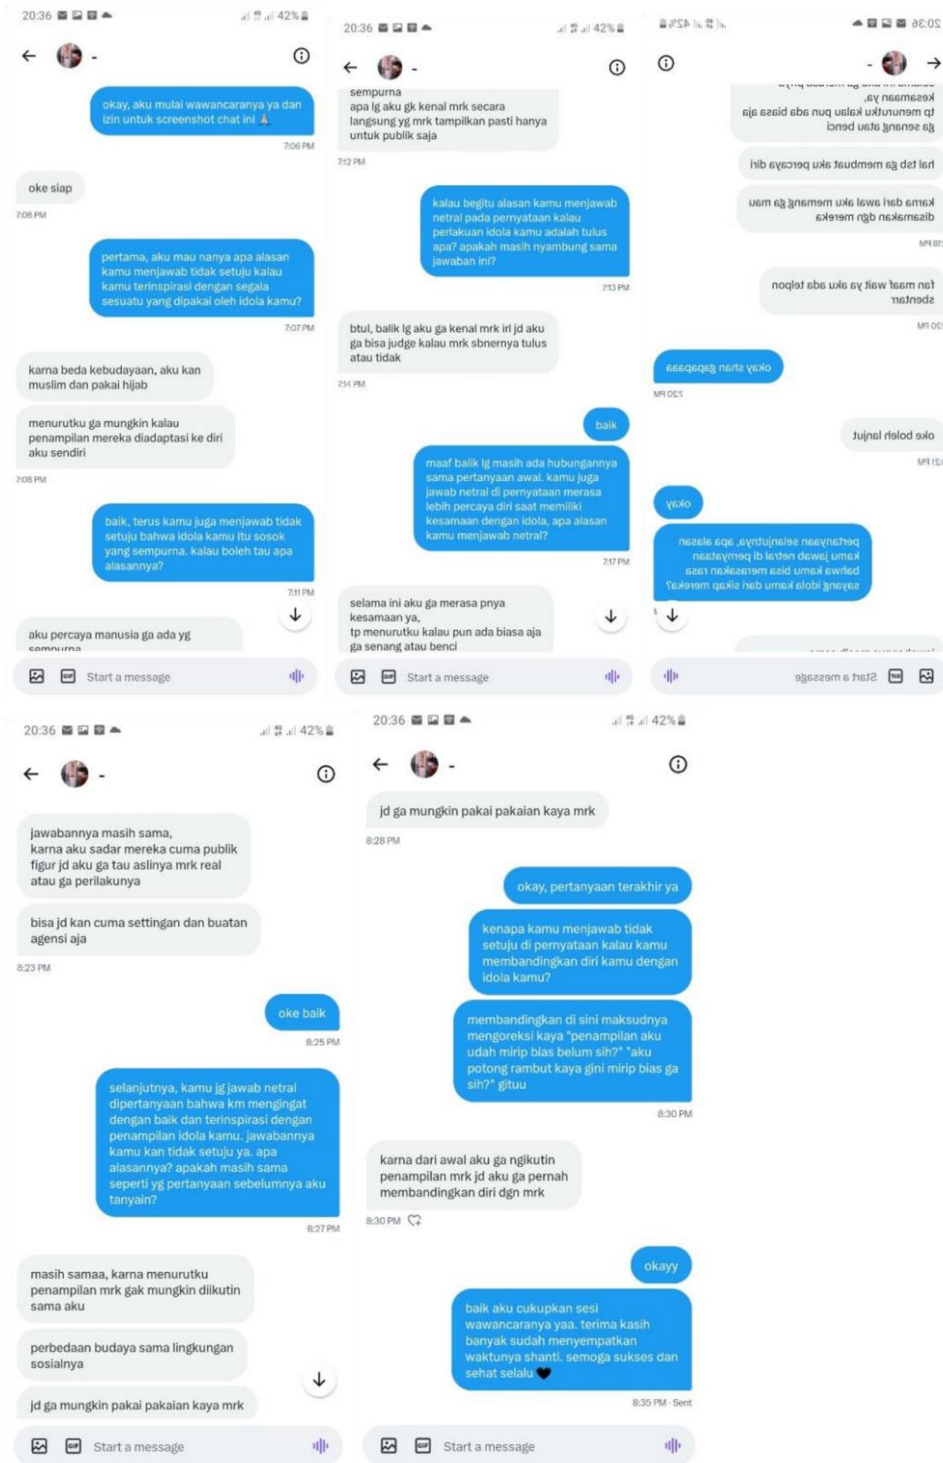 20:36
42%
-
okay, aku mulai wawancaranya ya dan
izin untuk screenshot chat ini 🙏🏻
7:06 PM
oke siap
7:06 PM
pertama, aku mau nanya apa alasan
kamu menjawab tidak setuju kalau
kamu terinspirasi dengan segala
sesuatu yang dipakai oleh idola kamu?
7:07 PM
karna beda kebudayaan, aku kan
muslim dan pakai hijab
menurutku ga mungkin kalau
penampilan mereka diadaptasi ke diri
aku sendiri
7:08 PM
baik, terus kamu juga menjawab tidak
setuju bahwa idola kamu itu sosok
yang sempurna. kalau boleh tau apa
alasannya?
7:11 PM
aku percaya manusia ga ada yg
sempurna
GIF
Start a message
20:36
42%
-
sempurna
apa lg aku gk kenal mrk secara
langsung yg mrk tampilkan pasti hanya
untuk publik saja
7:12 PM
kalau begitu alasan kamu menjawab
netral pada pernyataan kalau
perlakuan idola kamu adalah tulus
apa? apakah masih nyambung sama
jawaban ini?
7:13 PM
btul, balik lg aku ga kenal mrk irl jd aku
ga bisa judge kalau mrk sbnernya tulus
atau tidak
7:14 PM
baik
maaf balik lg masih ada hubungannya
sama pertanyaan awal. kamu juga
jawab netral di pernyataan merasa
lebih percaya diri saat memiliki
kesamaan dengan idola, apa alasan
kamu menjawab netral?
7:17 PM
selama ini aku ga merasa pnya
kesamaan ya,
tp menurutku kalau pun ada biasa aja
ga senang atau benci
GIF
Start a message
20:36
42%
-
selama ini aku ga merasa pnya
kesamaan ya,
tp menurutku kalau pun ada biasa aja
ga senang atau benci
hal tsb ga membuat aku percaya diri
karna dari awal aku memang ga mau
disamakan dgn mereka
fan maaf wait ya aku ada telpon
sbentarr
okay shan gapapaaa
7:20 PM
oke boleh lanjut
okay
pertanyaan selanjutnya, apa alasan
kamu jawab netral di pernyataan
bahwa kamu bisa merasakan rasa
sayang idola kamu dari sikap mereka?
GIF
Start a message
20:36
42%
-
jawabannya masih sama,
karna aku sadar mereka cuma publik
figur jd aku ga tau aslinya mrk real
atau ga perilakunya
bisa jd kan cuma settingan dan buatan
agensi aja
8:23 PM
oke baik
8:25 PM
selanjutnya, kamu jg jawab netral
dipertanyaan bahwa km mengingat
dengan baik dan terinspirasi dengan
penampilan idola kamu. jawabannya
kamu kan tidak setuju ya. apa
alasannya? apakah masih sama
seperti yg pertanyaan sebelumnya aku
tanyain?
8:27 PM
masih samaa, karna menurutku
penampilan mrk gak mungkin diikutin
sama aku
perbedaan budaya sama lingkungan
sosialnya
jd ga mungkin pakai pakaian kaya mrk
GIF
Start a message
20:36
42%
-
jd ga mungkin pakai pakaian kaya mrk
8:28 PM
okay, pertanyaan terakhir ya
kenapa kamu menjawab tidak
setuju di pernyataan kalau kamu
membandingkan diri kamu dengan
idola kamu?
membandingkan di sini maksudnya
mengoreksi kaya "penampilan aku
udah mirip bias belum sih?" "aku
potong rambut kaya gini mirip bias ga
sih?" gituu
8:30 PM
karna dari awal aku ga ngikutin
penampilan mrk jd aku ga pernah
membandingkan diri dgn mrk
8:30 PM
okayy
baik aku cukupkan sesi
wawancaranya yaa. terima kasih
banyak sudah menyempatkan
waktunya shanti. semoga sukses dan
sehat selalu 🖤
8:35 PM · Sent
GIF
Start a message